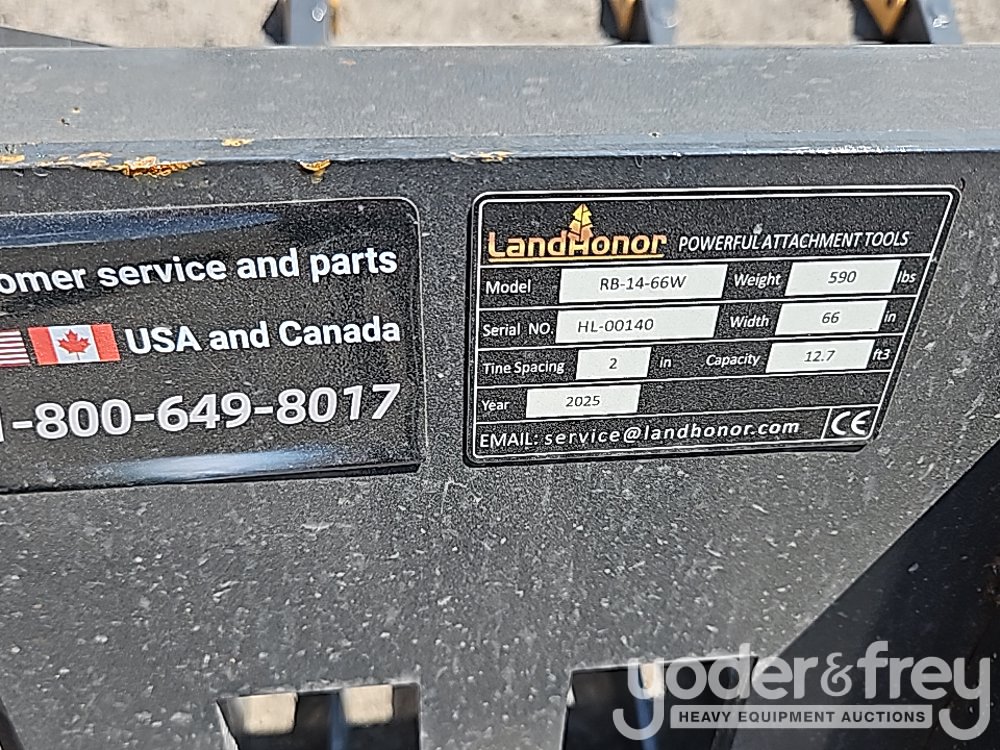 omer service and parts
USA and Canada
1-800-649-8017
LandHonor POWERFUL ATTACHMENT TOOLS
Model RB-14-66W Weight 590 lbs
Serial NO. HL-00140 Width 66 in
Tine Spacing 2 in Capacity 12.7 ft3
Year 2025
EMAIL: service@landhonor.com CE
yoder&frey
HEAVY EQUIPMENT AUCTIONS